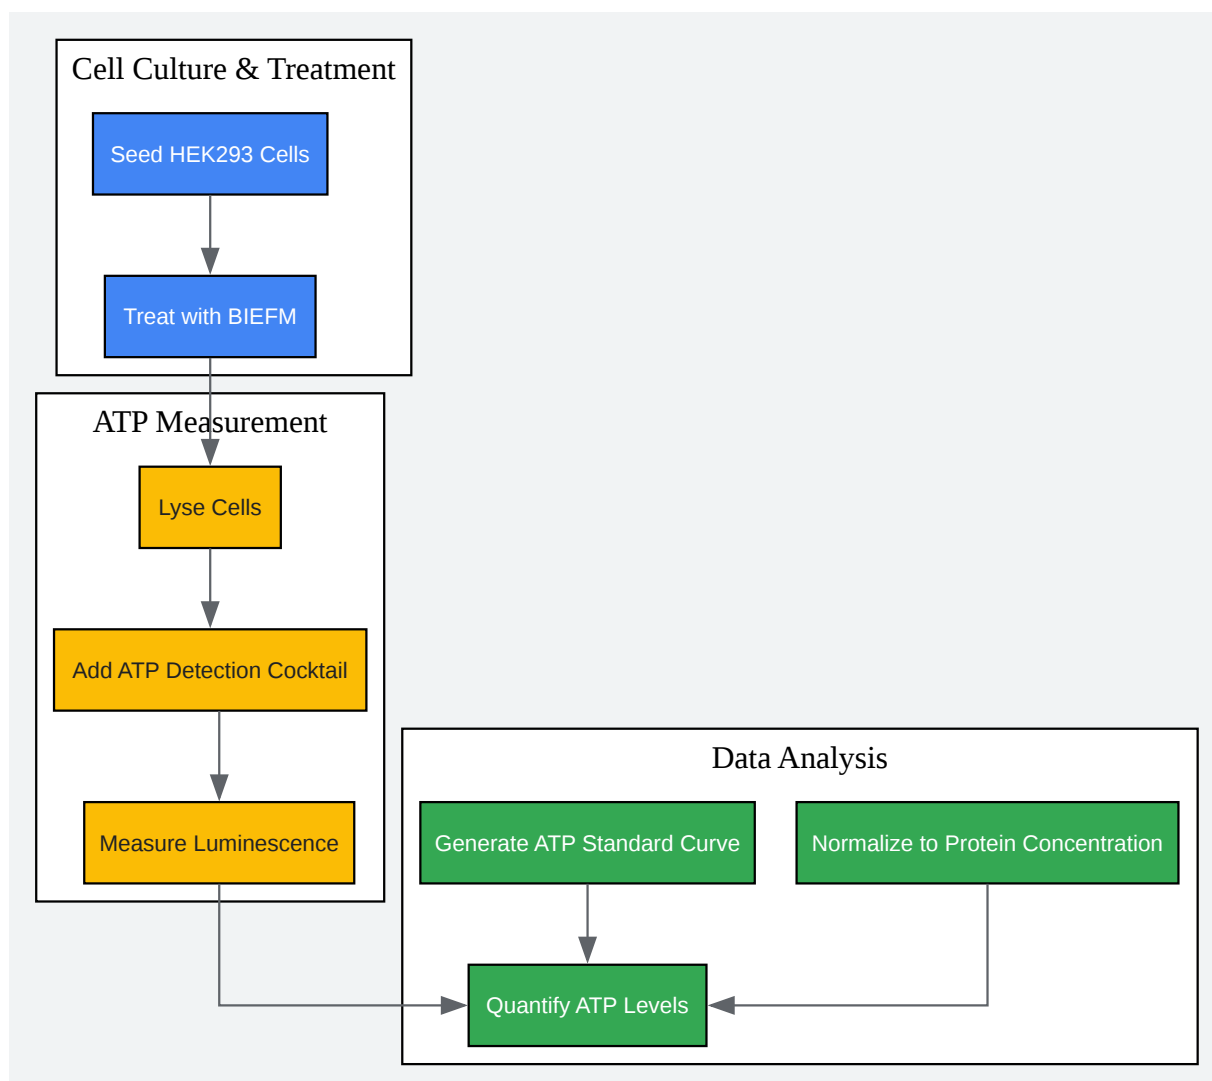 Cell Culture & Treatment
Seed HEK293 Cells
Treat with BIEFM
ATP Measurement
Lyse Cells
Add ATP Detection Cocktail
Measure Luminescence
Data Analysis
Generate ATP Standard Curve
Normalize to Protein Concentration
Quantify ATP Levels